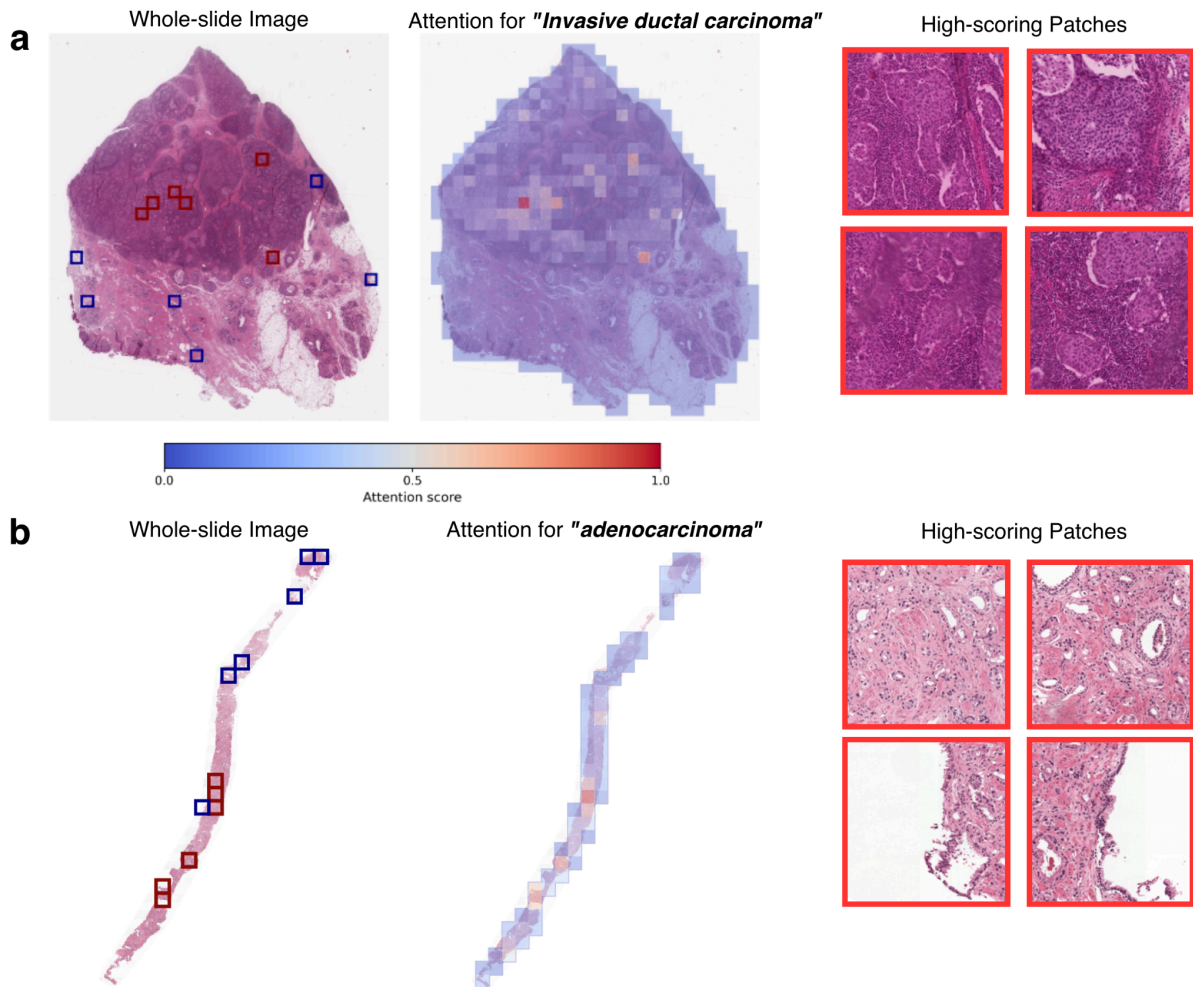 a
Whole-slide Image
Attention for "Invasive ductal carcinoma"
High-scoring Patches
0.0
0.5
1.0
Attention score
b
Whole-slide Image
Attention for "adenocarcinoma"
High-scoring Patches